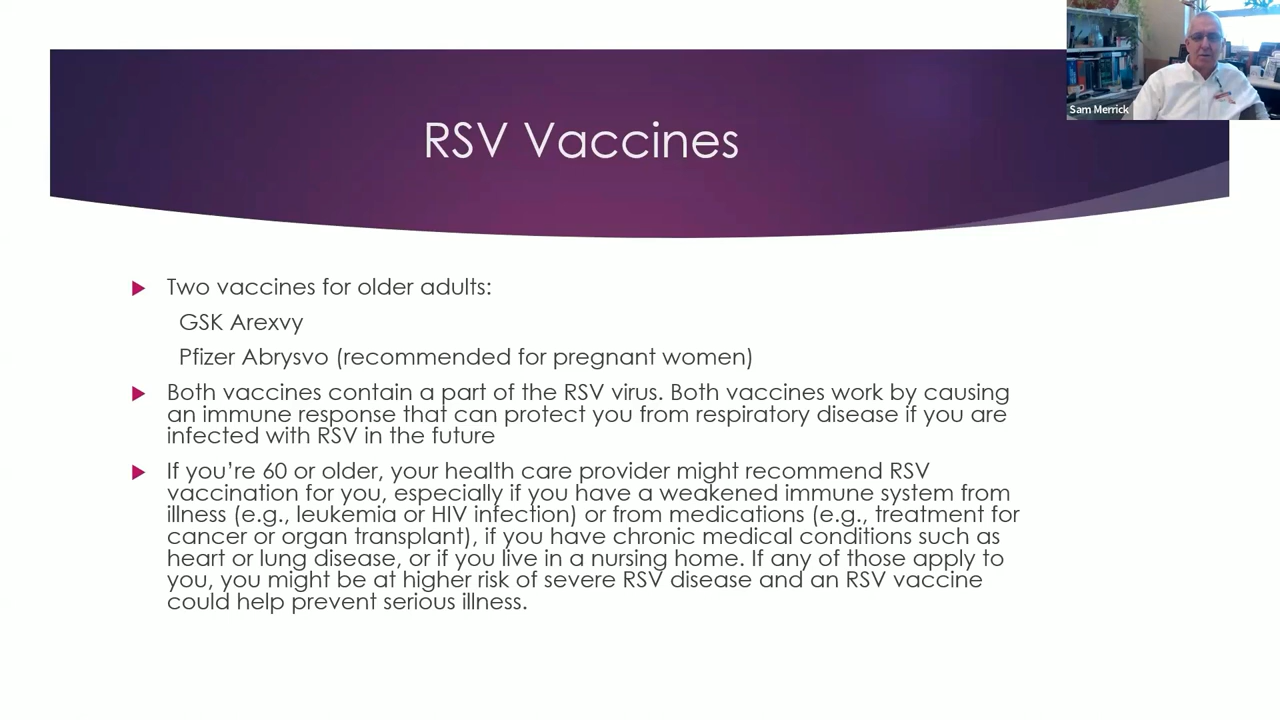 Sam Merrick
RSV Vaccines
Two vaccines for older adults:
GSK Arexvy
Pfizer Abrysvo (recommended for pregnant women)
Both vaccines contain a part of the RSV virus. Both vaccines work by causing
an immune response that can protect you from respiratory disease if you are
infected with RSV in the future
If you’re 60 or older, your health care provider might recommend RSV
vaccination for you, especially if you have a weakened immune system from
illness (e.g., leukemia or HIV infection) or from medications (e.g., treatment for
cancer or organ transplant), if you have chronic medical conditions such as
heart or lung disease, or if you live in a nursing home. If any of those apply to
you, you might be at higher risk of severe RSV disease and an RSV vaccine
could help prevent serious illness.